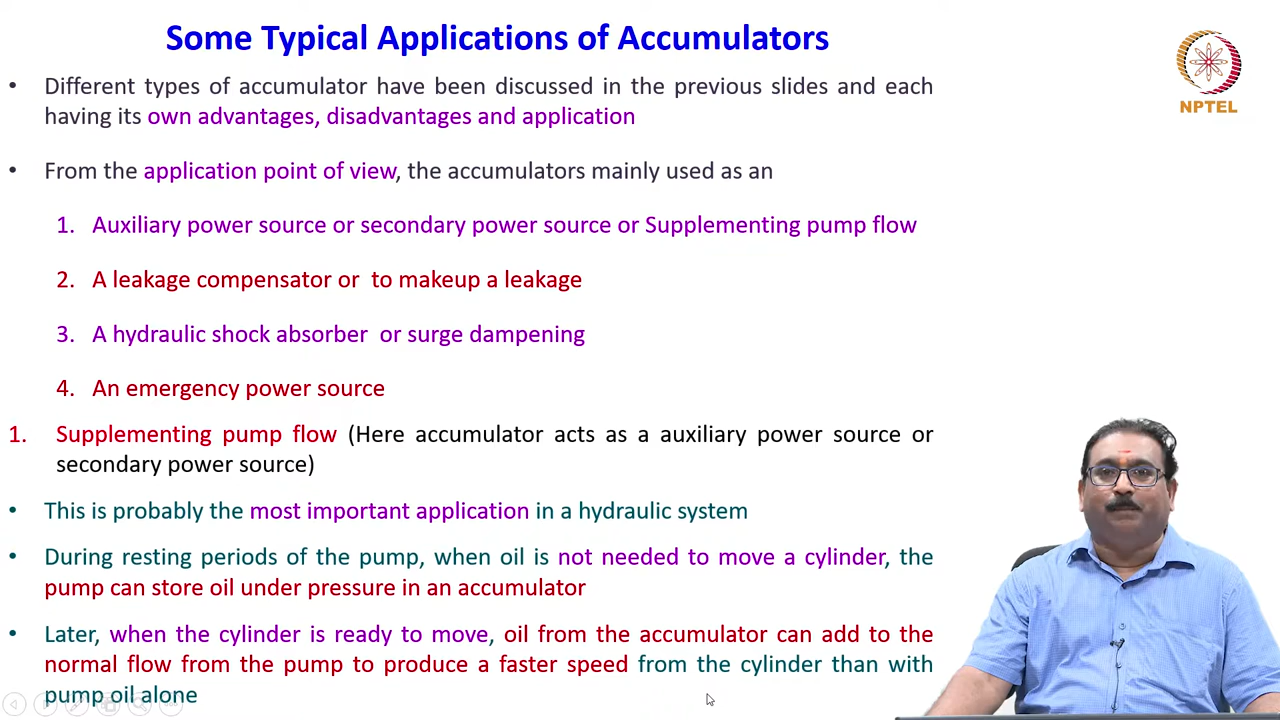 Some Typical Applications of Accumulators
NPTEL
• Different types of accumulator have been discussed in the previous slides and each
having its own advantages, disadvantages and application
• From the application point of view, the accumulators mainly used as an
1. Auxiliary power source or secondary power source or Supplementing pump flow
2. A leakage compensator or to makeup a leakage
3. A hydraulic shock absorber or surge dampening
4. An emergency power source
1. Supplementing pump flow (Here accumulator acts as a auxiliary power source or
secondary power source)
• This is probably the most important application in a hydraulic system
• During resting periods of the pump, when oil is not needed to move a cylinder, the
pump can store oil under pressure in an accumulator
• Later, when the cylinder is ready to move, oil from the accumulator can add to the
normal flow from the pump to produce a faster speed from the cylinder than with
pump oil alone